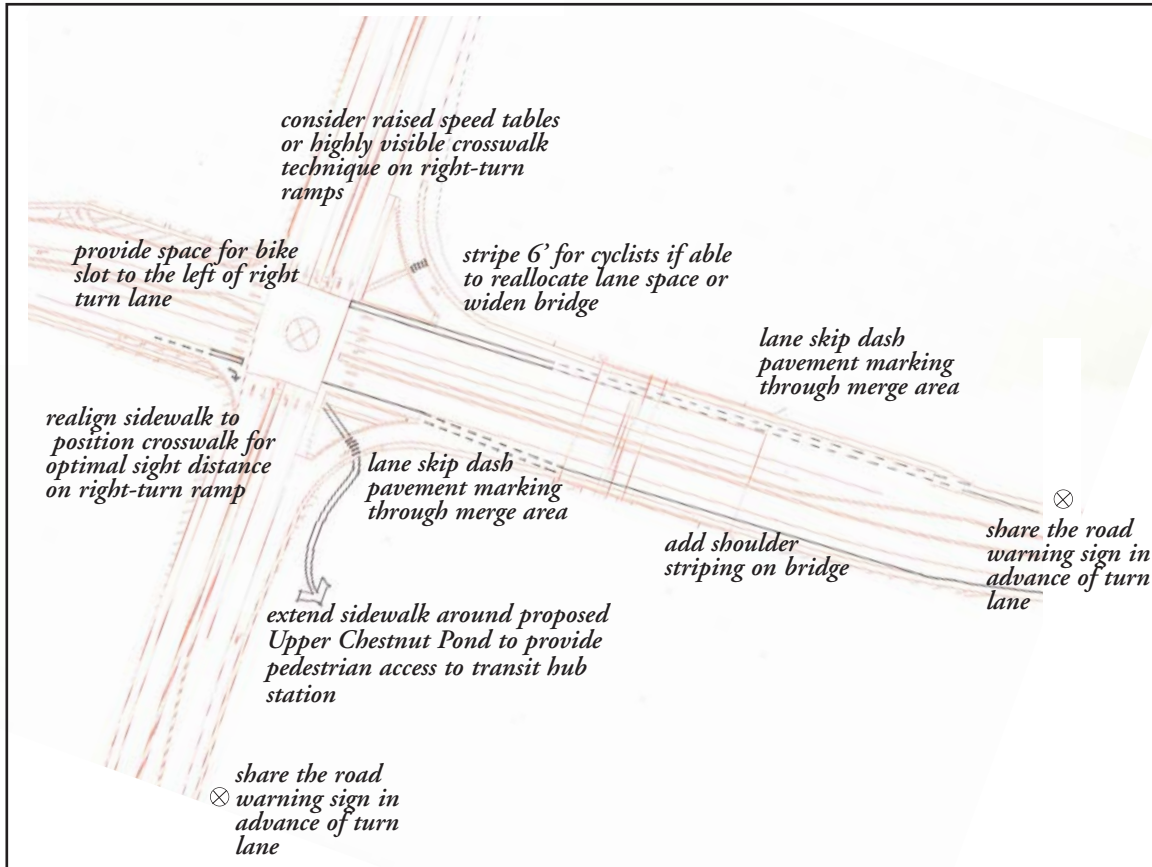 consider raised speed tables
or highly visible crosswalk
technique on right-turn
ramps
provide space for bike
slot to the left of right
turn lane
stripe 6’ for cyclists if able
to reallocate lane space or
widen bridge
lane skip dash
pavement marking
through merge area
realign sidewalk to
position crosswalk for
optimal sight distance
on right-turn ramp
lane skip dash
pavement marking
through merge area
add shoulder
striping on bridge
share the road
warning sign in
advance of turn
lane
extend sidewalk around proposed
Upper Chestnut Pond to provide
pedestrian access to transit hub
station
share the road
warning sign in
advance of turn
lane